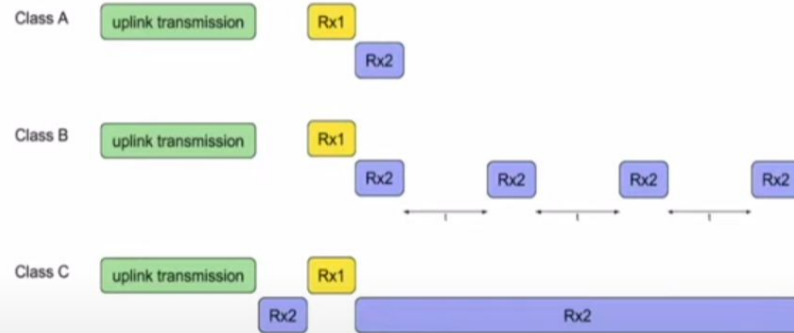 Class A uplink transmission Rx1
Rx2
Class B uplink transmission Rx1
Rx2 Rx2 Rx2 Rx2
Class C uplink transmission Rx1
Rx2 Rx2